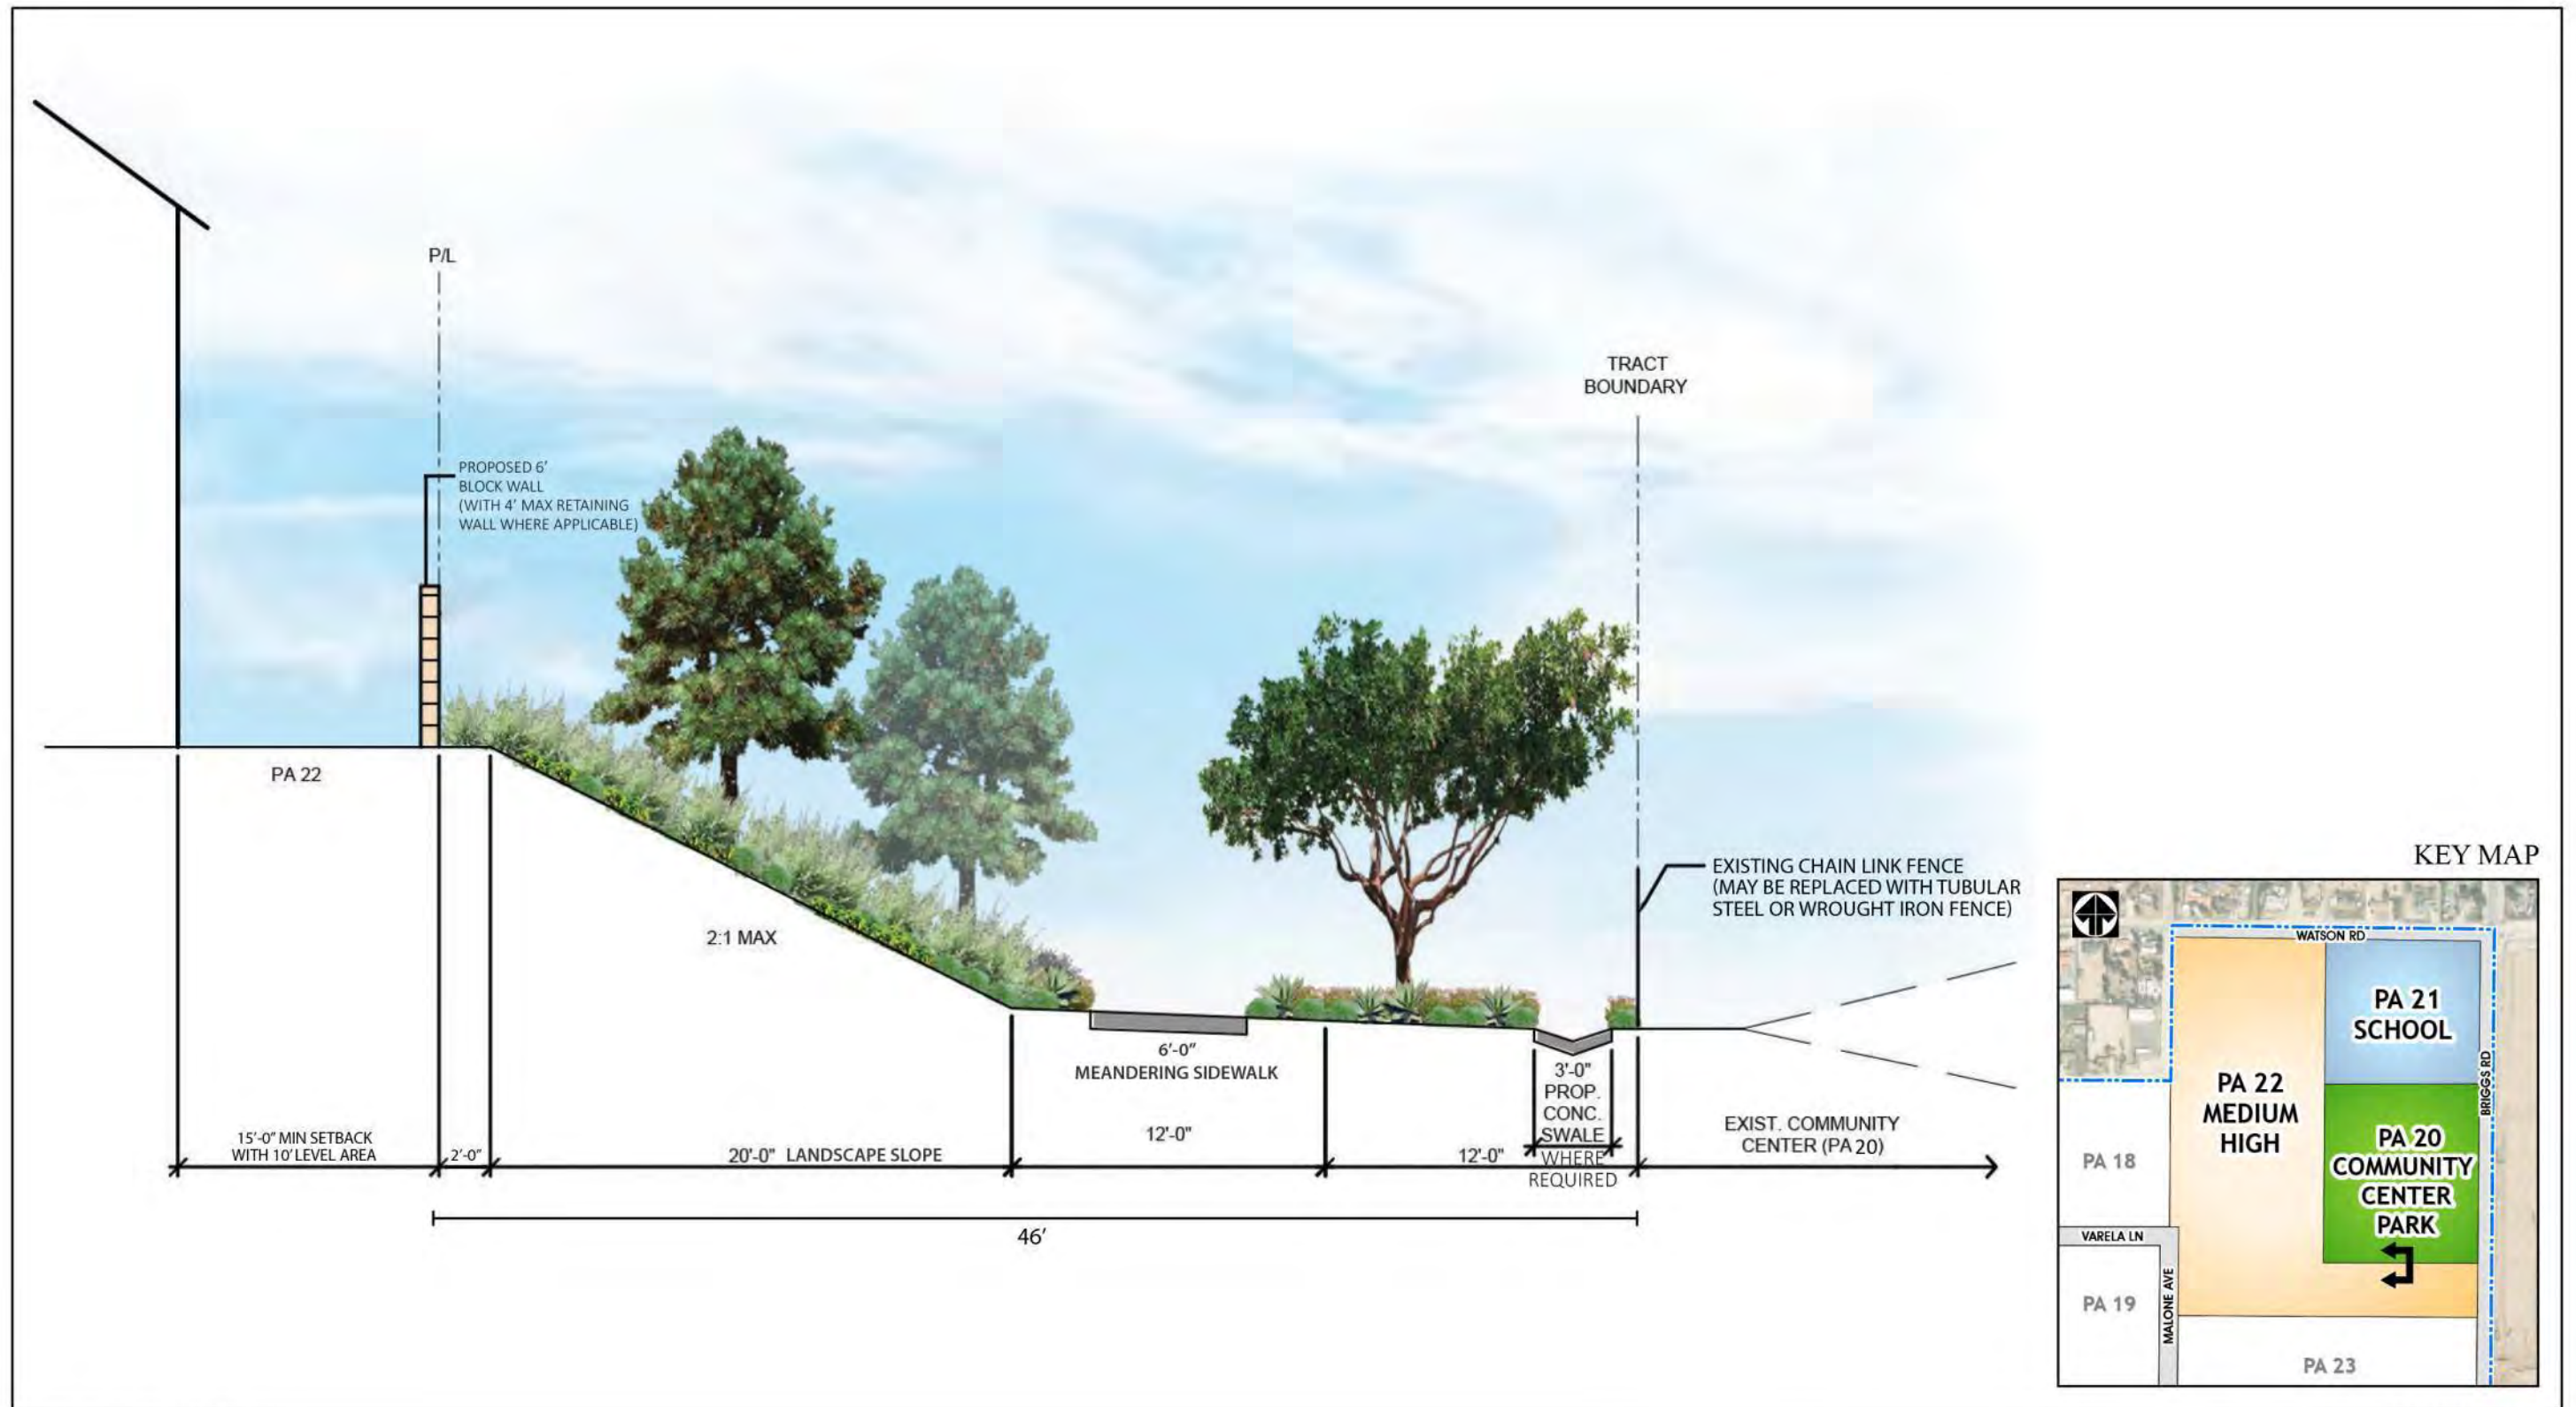 P/L
TRACT
BOUNDARY
PROPOSED 6'
BLOCK WALL
(WITH 4' MAX RETAINING
WALL WHERE APPLICABLE)
PA 22
2:1 MAX
EXISTING CHAIN LINK FENCE
(MAY BE REPLACED WITH TUBULAR
STEEL OR WROUGHT IRON FENCE)
6'-0"
MEANDERING SIDEWALK
3'-0"
PROP.
CONC.
SWALE
WHERE
REQUIRED
15'-0" MIN SETBACK
WITH 10' LEVEL AREA
2'-0"
20'-0" LANDSCAPE SLOPE
12'-0"
12'-0"
EXIST. COMMUNITY
CENTER (PA 20)
46'
KEY MAP
WATSON RD
PA 21
SCHOOL
BRIGGS RD
PA 22
MEDIUM
HIGH
PA 20
COMMUNITY
CENTER
PARK
PA 18
VARELA LN
MALONE AVE
PA 19
PA 23